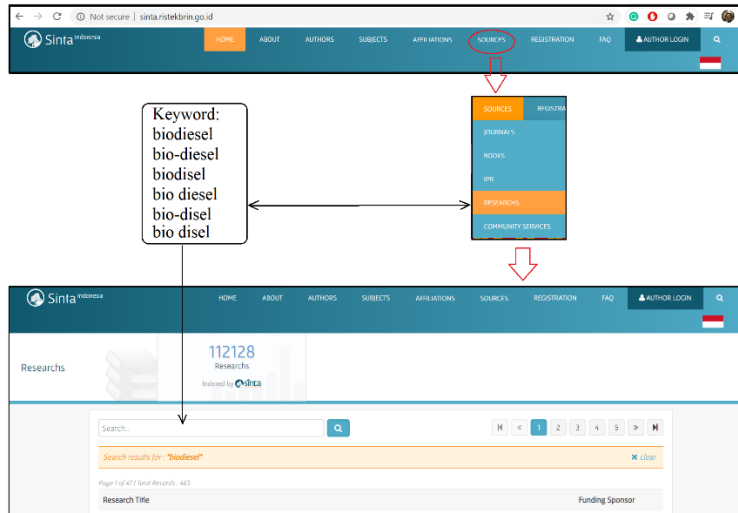 Not secure | sinta.ristekbrin.go.id
Sinta Indonesia HOME ABOUT AUTHORS SUBJECTS AFFILIATIONS SOURCES REGISTRATION FAQ AUTHOR LOGIN
Keyword:
biodiesel
bio-diesel
biodisel
bio diesel
bio-disel
bio disel
SOURCES REGISTRA
JOURNALS
BOOKS
IPR
RESEARCHS
COMMUNITY SERVICES
Sinta Indonesia HOME ABOUT AUTHORS SUBJECTS AFFILIATIONS SOURCES REGISTRATION FAQ AUTHOR LOGIN
Researchs
112128
Researchs
Indexed by sinta
Search.. 1 2 3 4 5
Search results for : "biodiesel" clear
Page 1 of 47 | Total Records : 465
Research Title Funding Sponsor